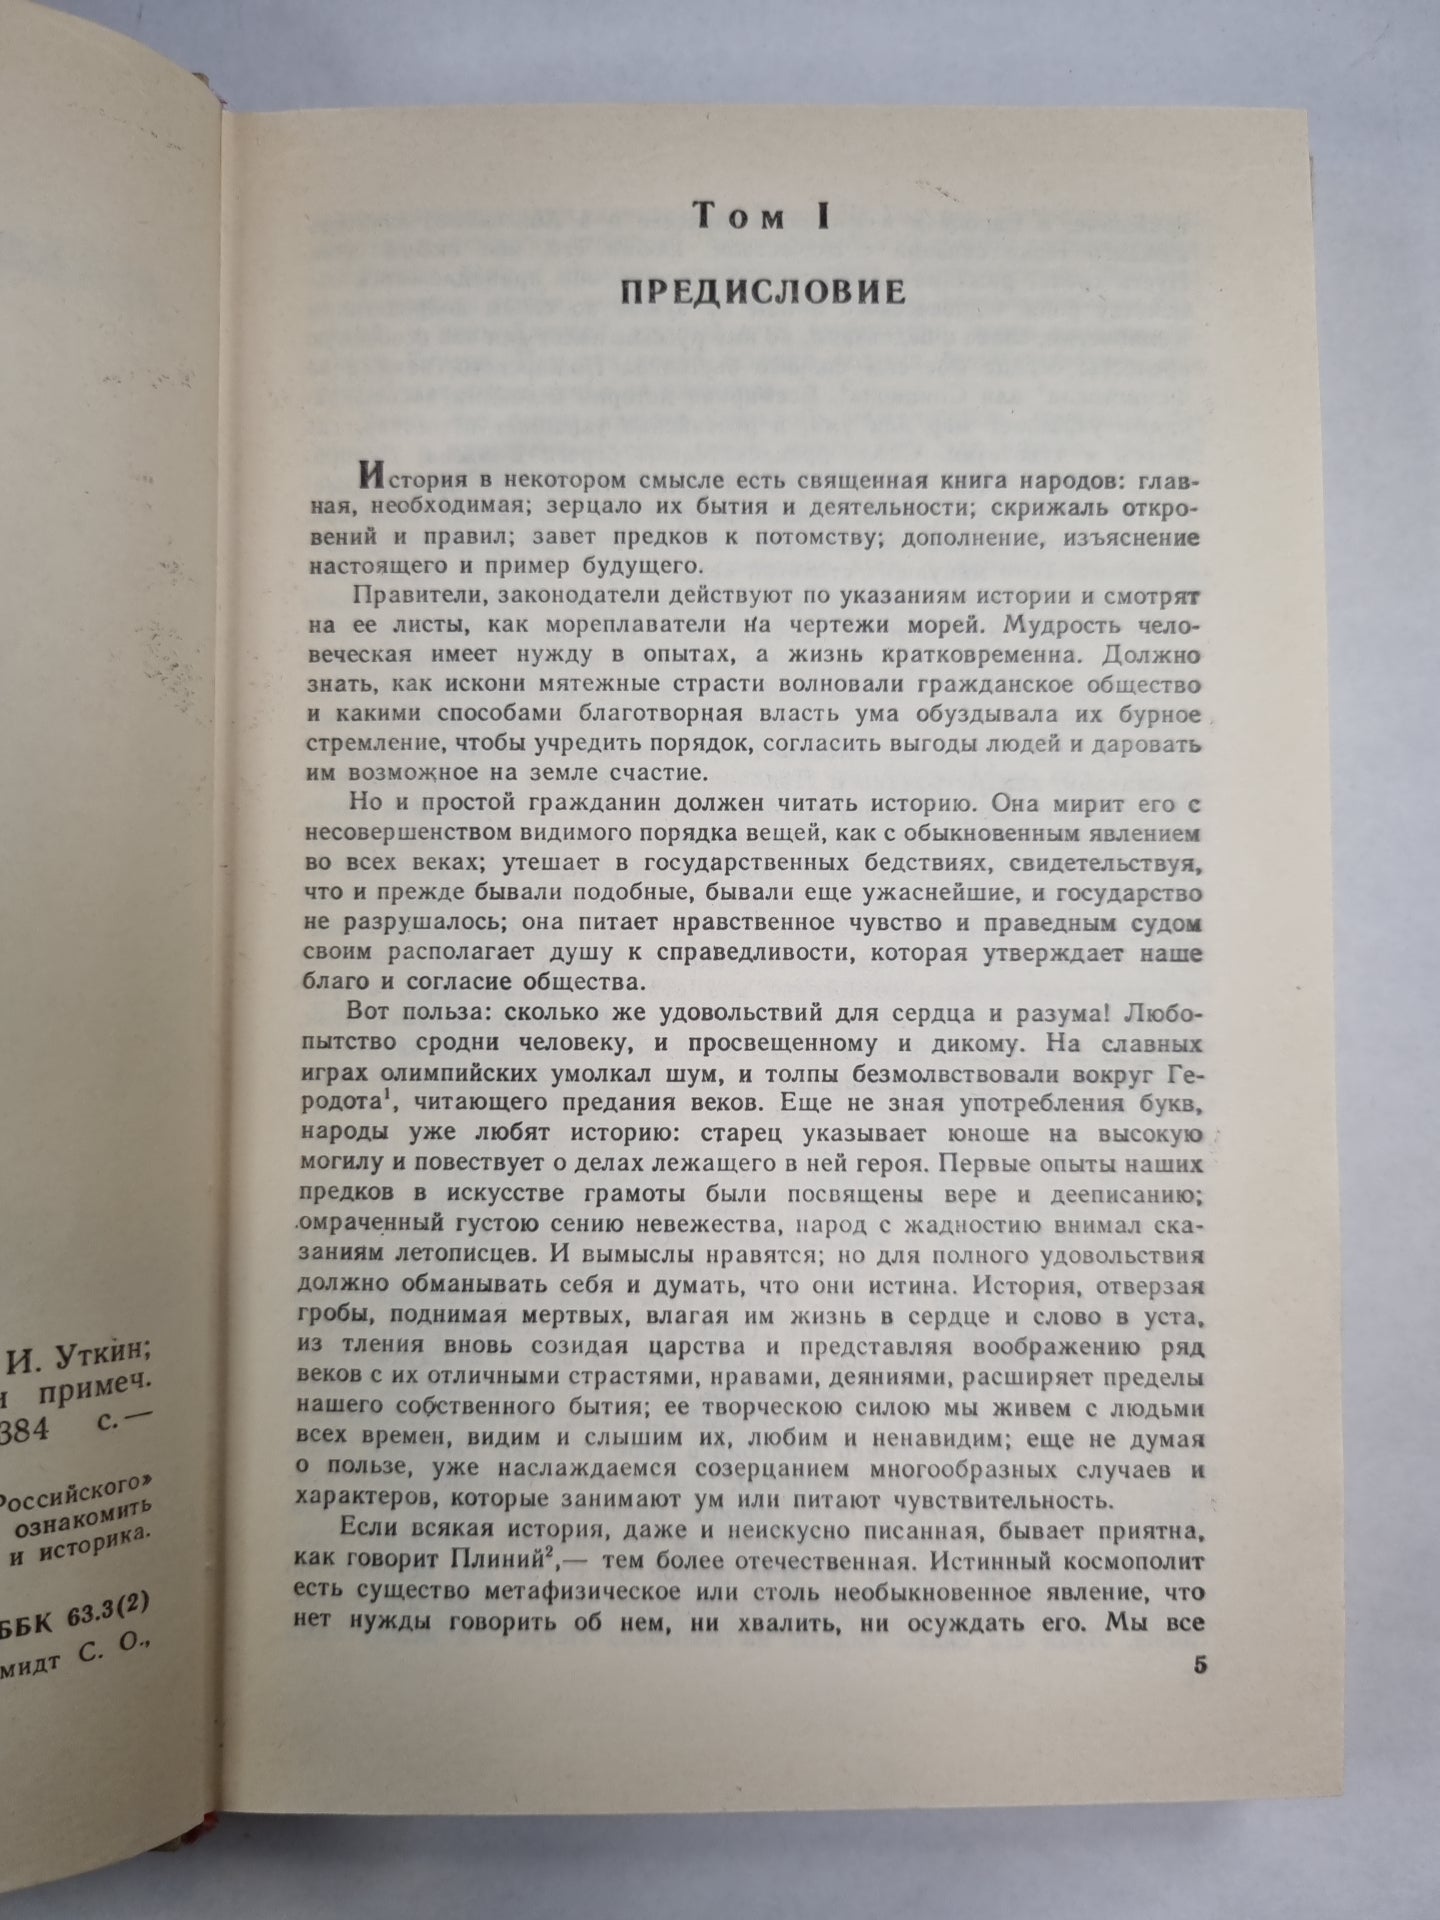 И. Уткин;
и примеч.
384 с.—
Российского»
ознакомить
и историка.
ББК 63.3(2)
мидт С. О.,
Том I
ПРЕДИСЛОВИЕ
История в некотором смысле есть священная книга народов: глав-
ная, необходимая; зерцало их бытия и деятельности; скрижаль откро-
вений и правил; завет предков к потомству; дополнение, изъяснение
настоящего и пример будущего.
Правители, законодатели действуют по указаниям истории и смотрят
на ее листы, как мореплаватели на чертежи морей. Мудрость чело-
веческая имеет нужду в опытах, а жизнь кратковременна. Должно
знать, как искони мятежные страсти волновали гражданское общество
и какими способами благотворная власть ума обуздывала их бурное
стремление, чтобы учредить порядок, согласить выгоды людей и даровать
им возможное на земле счастие.
Но и простой гражданин должен читать историю. Она мирит его с
несовершенством видимого порядка вещей, как с обыкновенным явлением
во всех веках; утешает в государственных бедствиях, свидетельствуя,
что и прежде бывали подобные, бывали еще ужаснейшие, и государство
не разрушалось; она питает нравственное чувство и праведным судом
своим располагает душу к справедливости, которая утверждает наше
благо и согласие общества.
Вот польза: сколько же удовольствий для сердца и разума! Любо-
пытство сродни человеку, и просвещенному и дикому. На славных
играх олимпийских умолкал шум, и толпы безмолвствовали вокруг Ге-
родота¹, читающего предания веков. Еще не зная употребления букв,
народы уже любят историю: старец указывает юноше на высокую
могилу и повествует о делах лежащего в ней героя. Первые опыты наших
предков в искусстве грамоты были посвящены вере и дееписанию;
омраченный густою сению невежества, народ с жадностию внимал ска-
заниям летописцев. И вымыслы нравятся; но для полного удовольствия
должно обманывать себя и думать, что они истина. История, отверзая
гробы, поднимая мертвых, влагая им жизнь в сердце и слово в уста,
из тления вновь созидая царства и представляя воображению ряд
веков с их отличными страстями, нравами, деяниями, расширяет пределы
нашего собственного бытия; ее творческою силою мы живем с людьми
всех времен, видим и слышим их, любим и ненавидим; еще не думая
о пользе, уже наслаждаемся созерцанием многообразных случаев и
характеров, которые занимают ум или питают чувствительность.
Если всякая история, даже и неискусно писанная, бывает приятна,
как говорит Плиний²,— тем более отечественная. Истинный космополит
есть существо метафизическое или столь необыкновенное явление, что
нет нужды говорить об нем, ни хвалить, ни осуждать его. Мы все
5